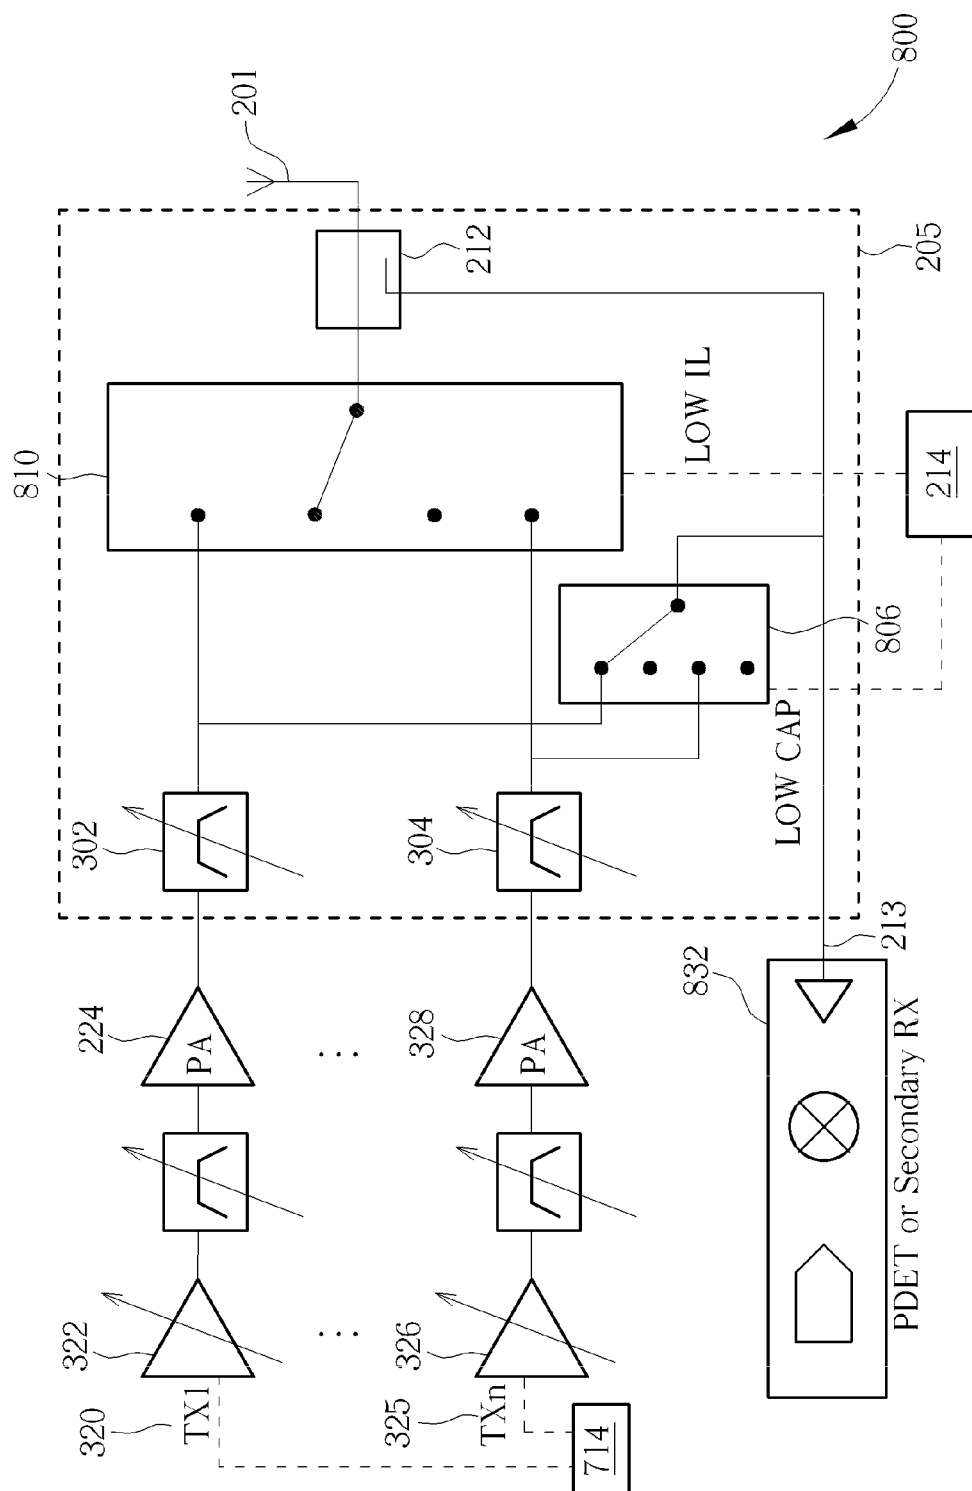 800
201
212
205
810
LOW IL
214
806
LOW CAP
302
304
213
832
224
PA
...
328
PA
PDET or Secondary RX
322
...
326
320
TX1
325
TXn
714